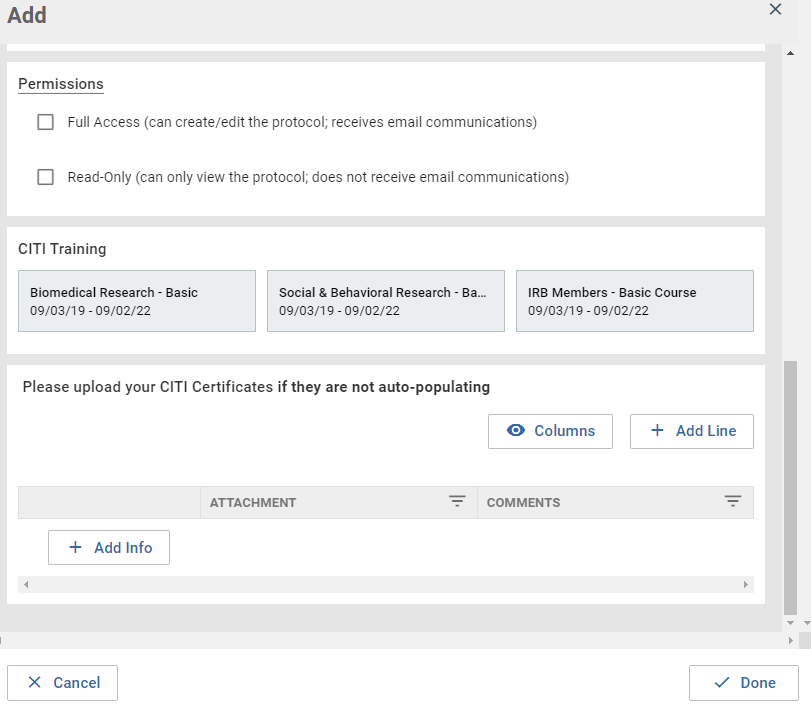 Add
Permissions
Full Access (can create/edit the protocol; receives email communications)
Read-Only (can only view the protocol; does not receive email communications)
CITI Training
Biomedical Research - Basic
09/03/19 - 09/02/22
Social & Behavioral Research - Ba...
09/03/19 - 09/02/22
IRB Members - Basic Course
09/03/19 - 09/02/22
Please upload your CITI Certificates if they are not auto-populating
Columns
Add Line
ATTACHMENT
COMMENTS
Add Info
Cancel
Done